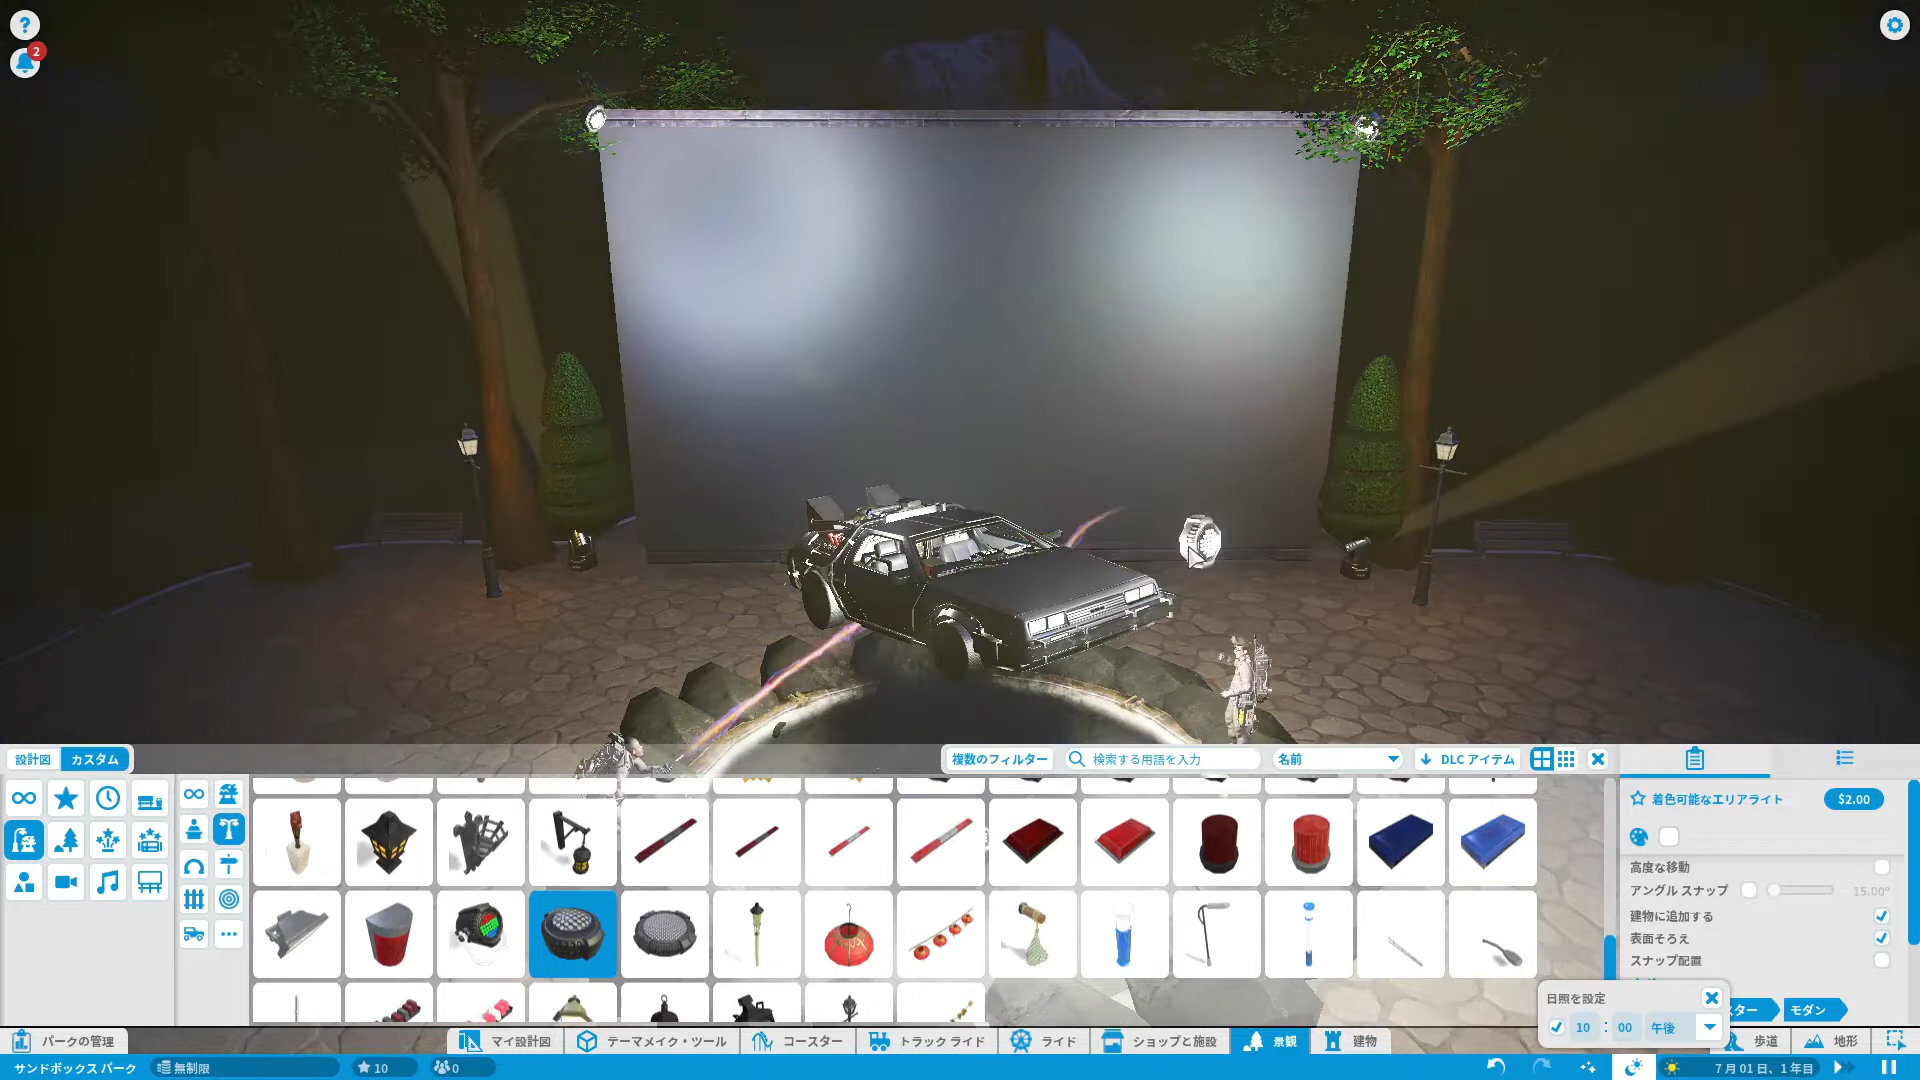 ?
2
設計図 カスタム
複数のフィルター
検索する用語を入力
名前
DLC アイテム
着色可能なエリアライト
$2.00
高度な移動
アングル スナップ
15.00°
建物に追加する
表面そろえ
スナップ配置
日照を設定
10 : 00 午後
スター
モダン
パークの管理
マイ設計図
テーマメイク・ツール
コースター
トラック ライド
ライド
ショップと施設
景観
建物
歩道
地形
サンドボックス パーク
無制限
10
0
7 月 01 日、1 年目